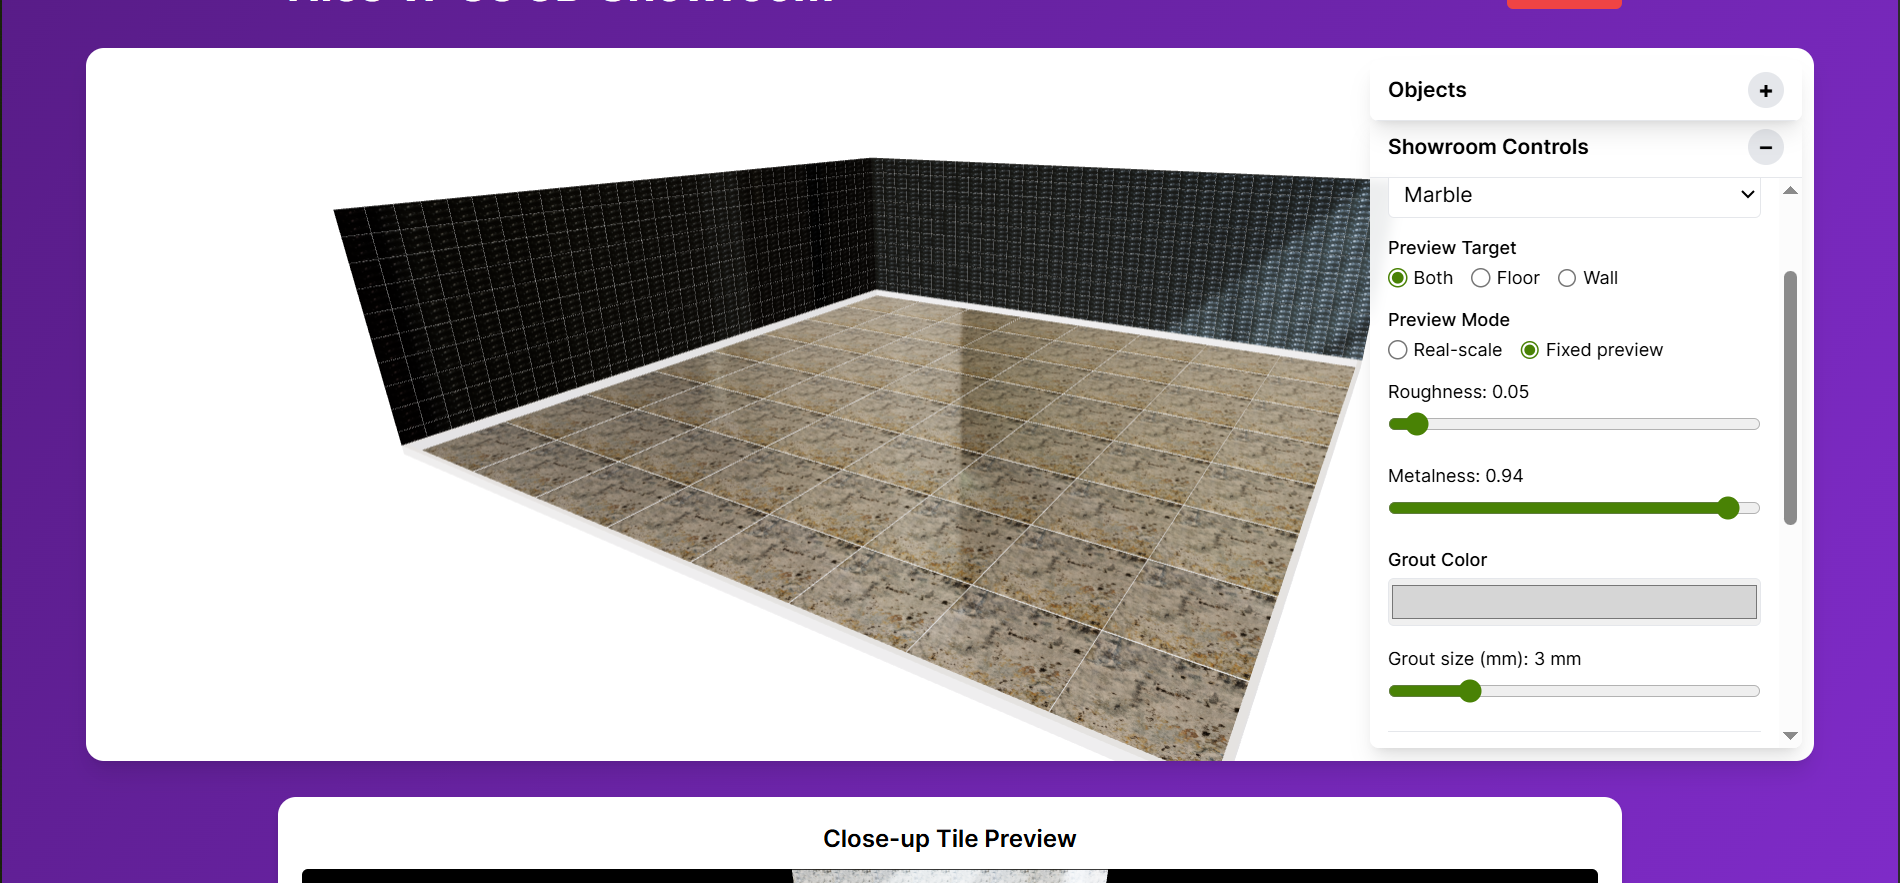 Objects
+
Showroom Controls
−
Marble
Preview Target
Both Floor Wall
Preview Mode
Real-scale Fixed preview
Roughness: 0.05
Metalness: 0.94
Grout Color
Grout size (mm): 3 mm
Close-up Tile Preview